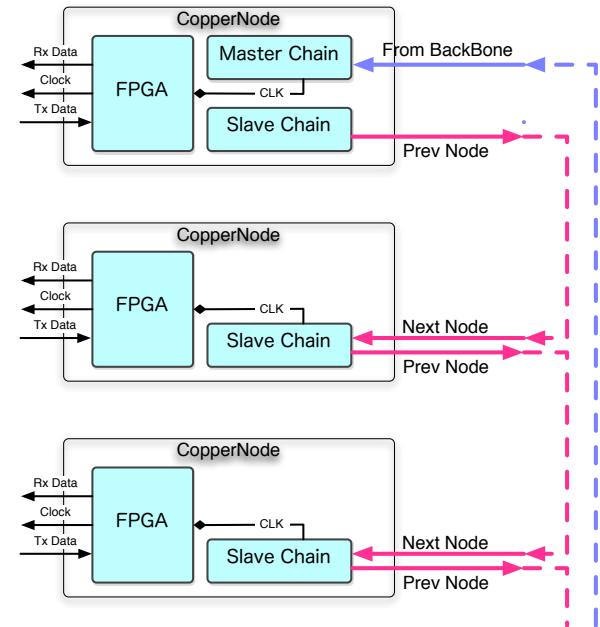 CopperNode
Rx Data
Clock
Tx Data
FPGA
Master Chain
CLK
Slave Chain
From BackBone
Prev Node
CopperNode
Rx Data
Clock
Tx Data
FPGA
CLK
Slave Chain
Next Node
Prev Node
CopperNode
Rx Data
Clock
Tx Data
FPGA
CLK
Slave Chain
Next Node
Prev Node